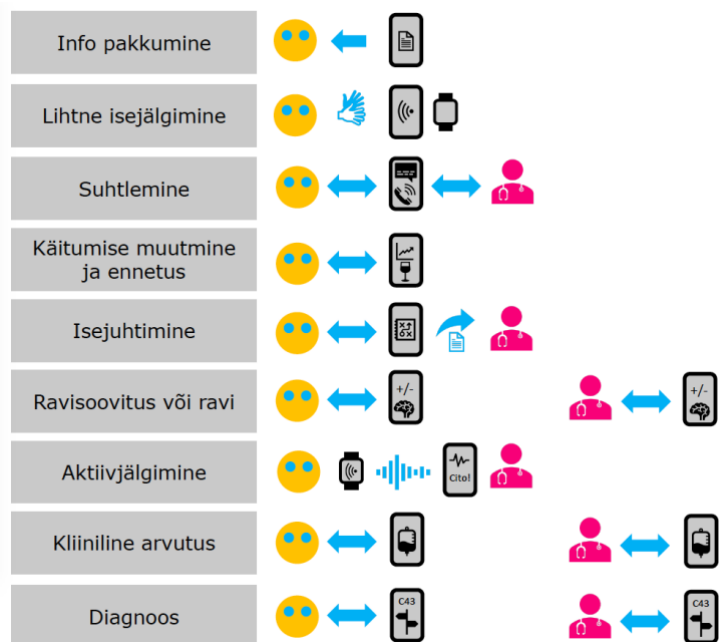 Info pakkumine
Lihtne isejälgimine
Suhtlemine
Käitumise muutmine
ja ennetus
Isejuhtimine
Ravisoovitus või ravi
+/-
+/-
Aktiivjälgimine
Cito!
Kliiniline arvutus
Diagnoos
C43
C43